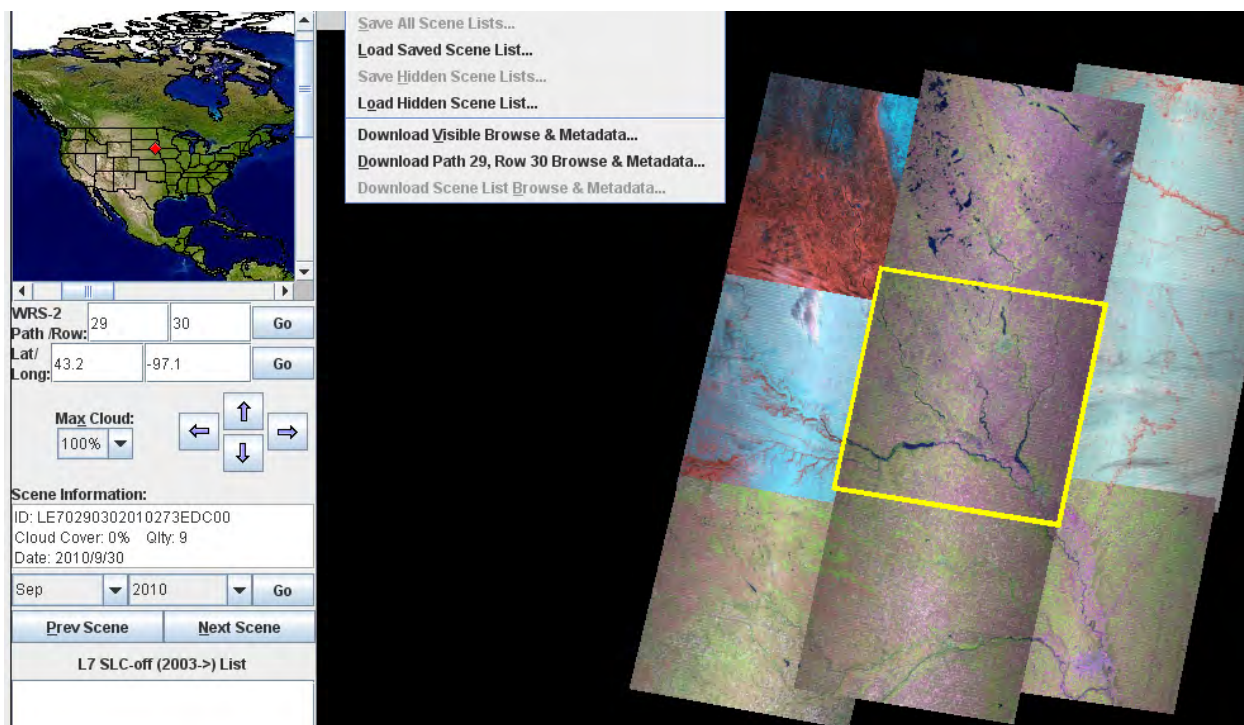 Save All Scene Lists...
Load Saved Scene List...
Save Hidden Scene Lists...
Load Hidden Scene List...
Download Visible Browse & Metadata...
Download Path 29, Row 30 Browse & Metadata...
Download Scene List Browse & Metadata...
WRS-2
Path /Row: 29 30 Go
Lat/
Long: 43.2 -97.1 Go
Max Cloud:
100%
Scene Information:
ID: LE70290302010273EDC00
Cloud Cover: 0% Qlty: 9
Date: 2010/9/30
Sep 2010 Go
Prev Scene Next Scene
L7 SLC-off (2003->) List